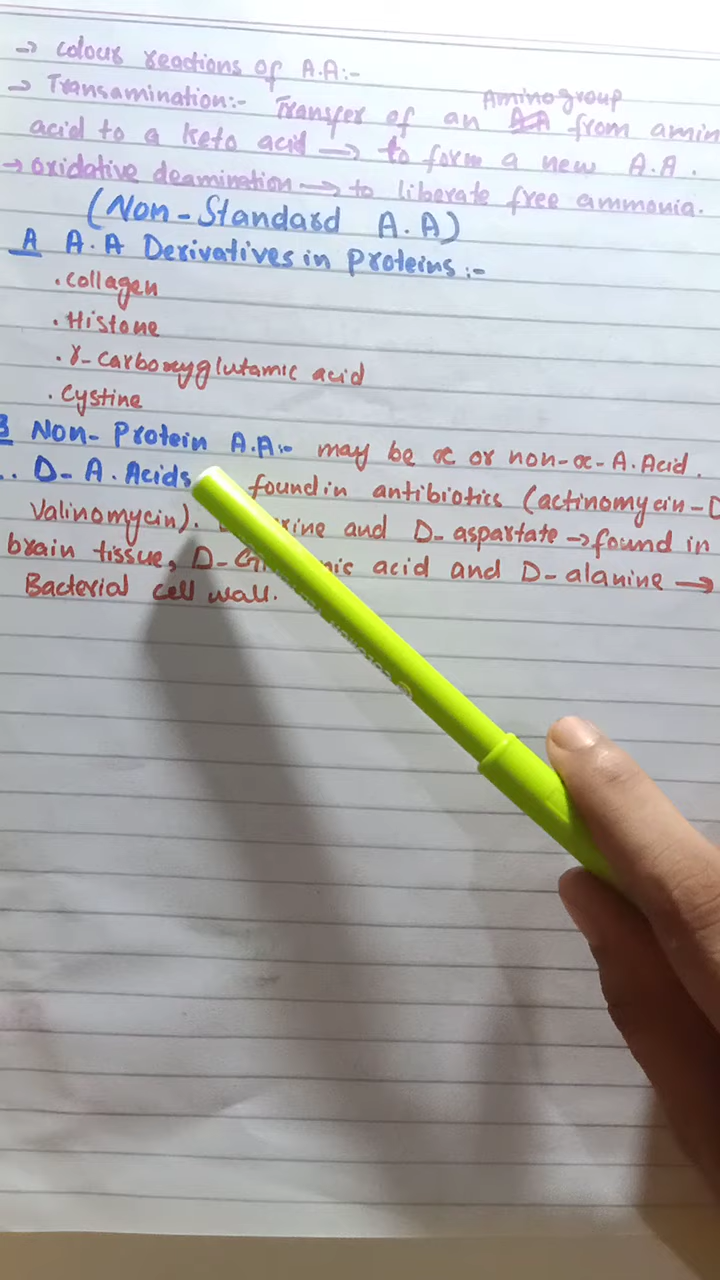 → colour reactions of A.A:-
→ Transamination:- Transfer of an Aminogroup from amin
acid to a keto acid → to form a new A.A.
→ oxidative deamination → to liberate free ammonia.
(Non-Standard A.A)
A A.A Derivatives in proteins:-
. Collagen
. Histone
. γ-carboxyglutamic acid
. Cystine
B Non-Protein A.A:- may be α or non-α-A.Acid.
. D-A.Acids found in antibiotics (actinomycin-D
Valinomycin). and D-aspartate → found in
brain tissue, acid and D-alanine →
Bacterial cell wall.